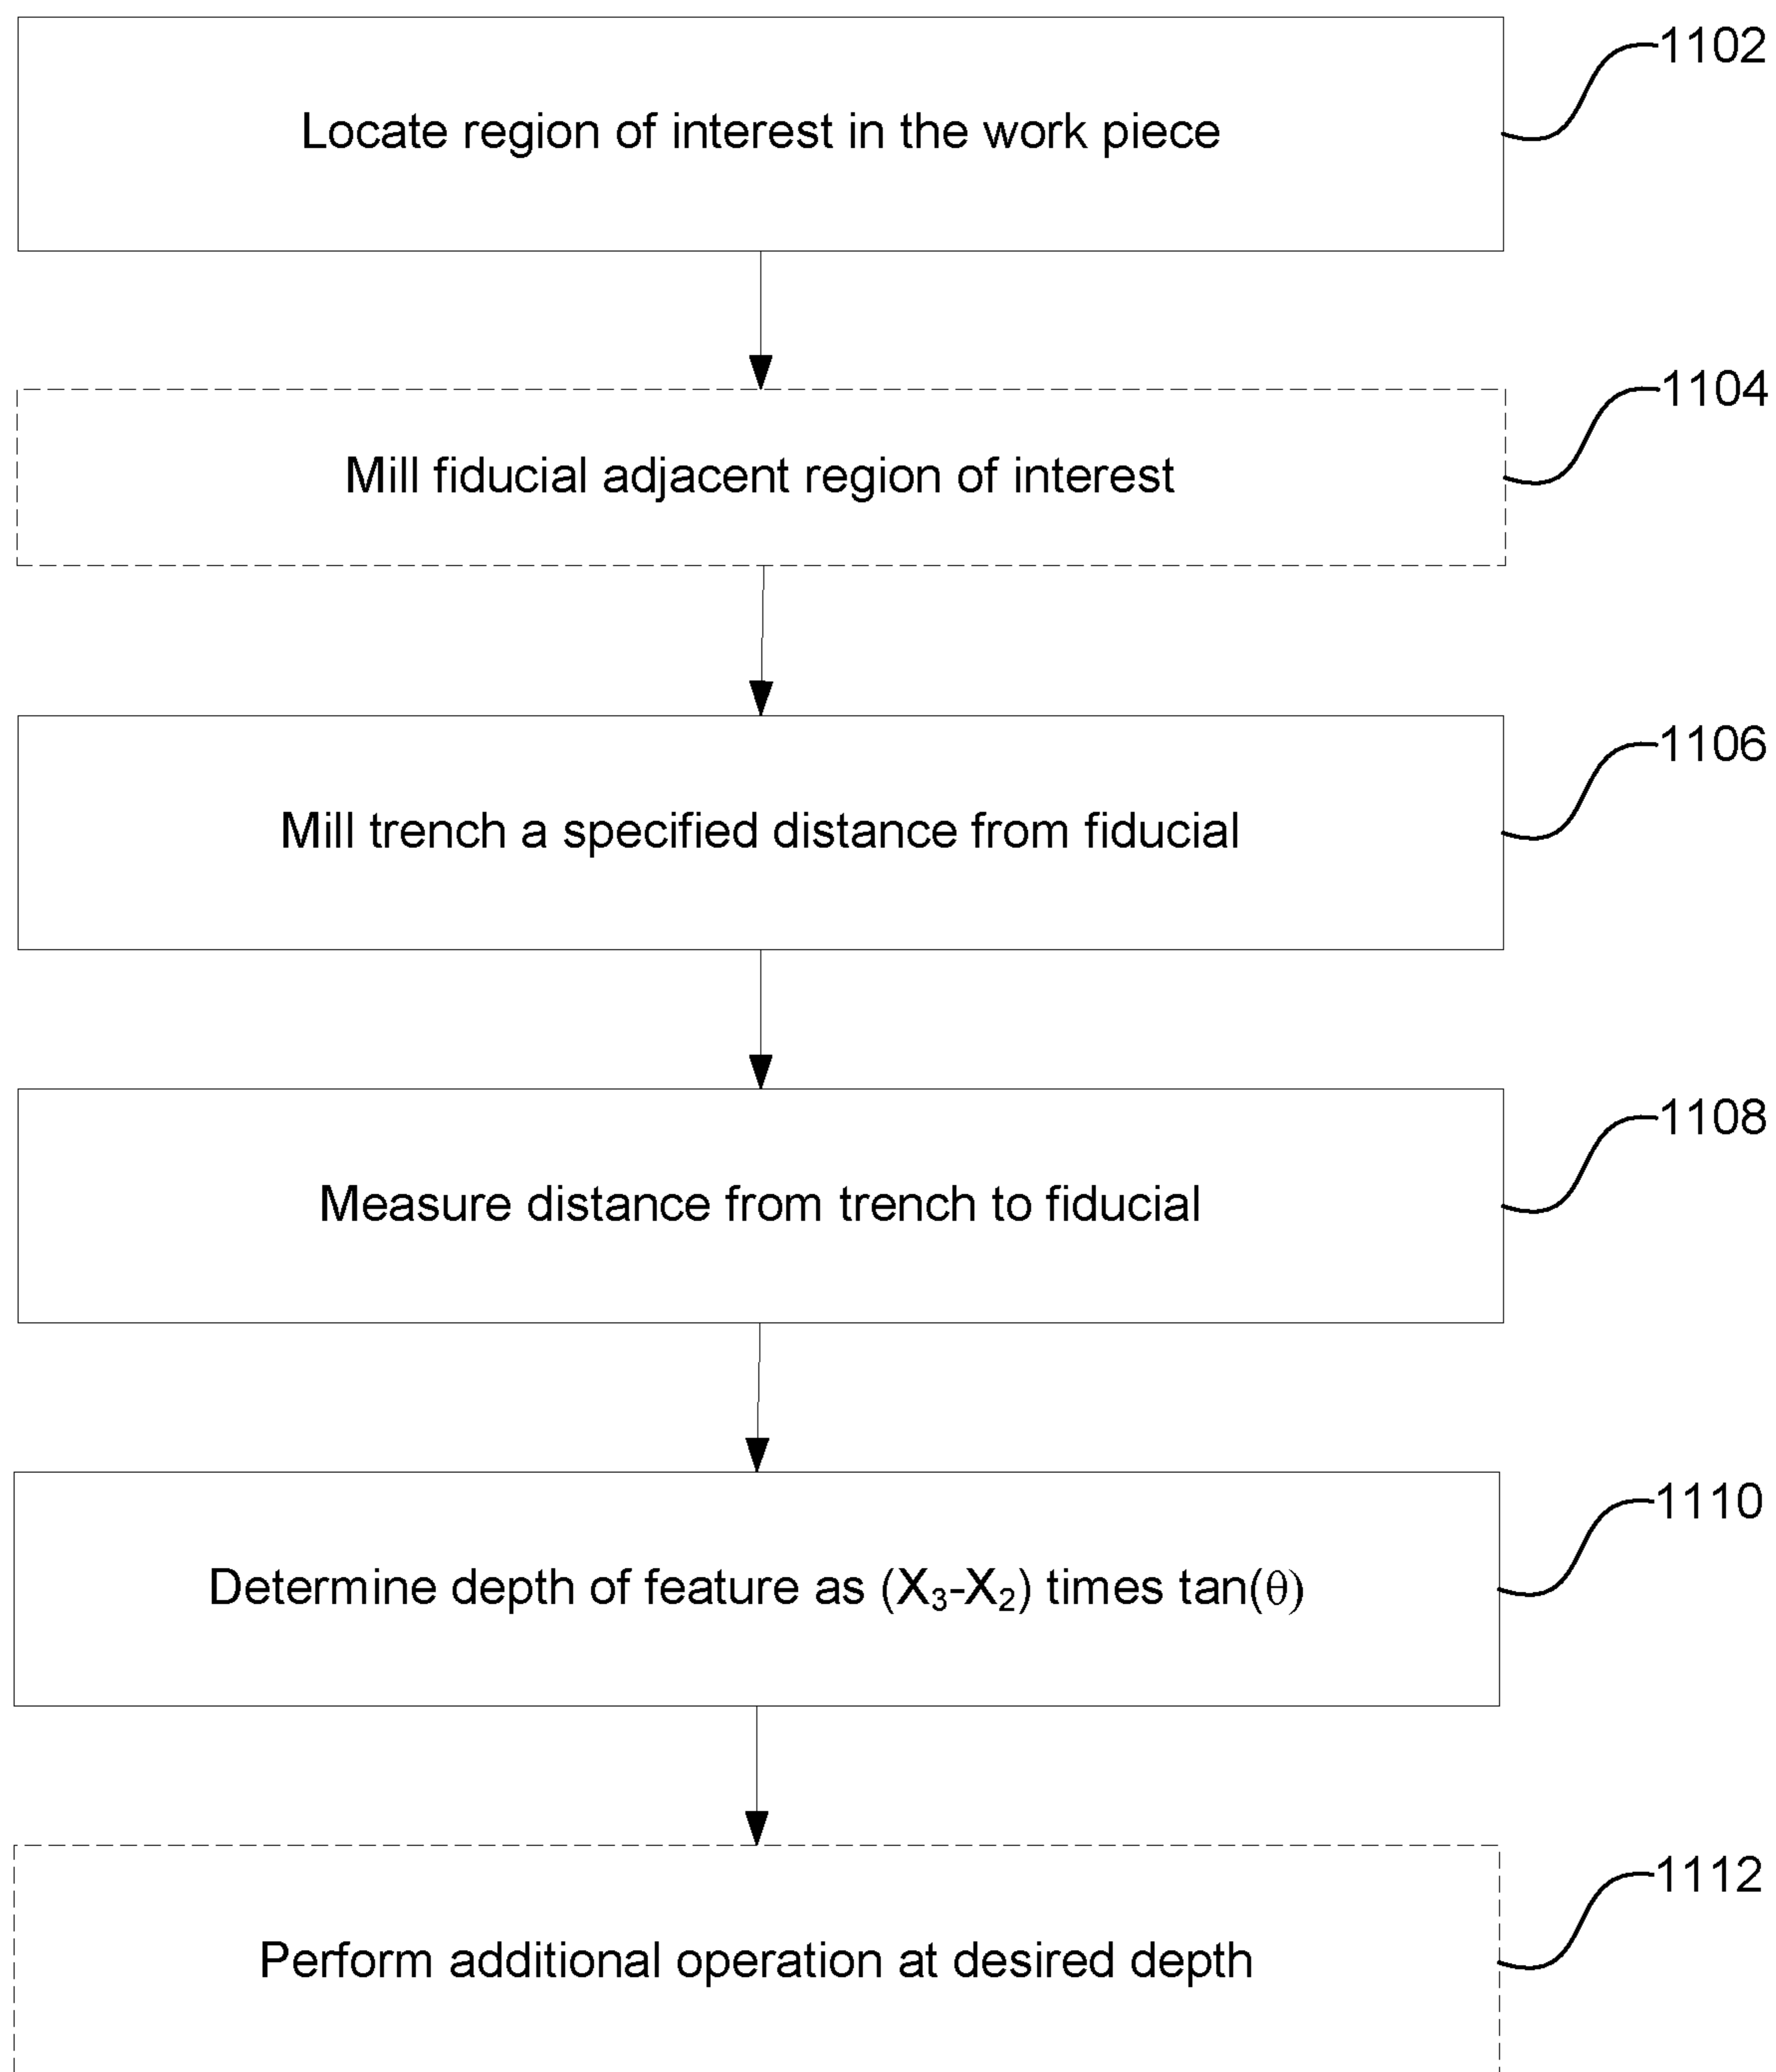 Locate region of interest in the work piece
1102
Mill fiducial adjacent region of interest
1104
Mill trench a specified distance from fiducial
1106
Measure distance from trench to fiducial
1108
Determine depth of feature as (X₃-X₂) times tan(θ)
1110
Perform additional operation at desired depth
1112